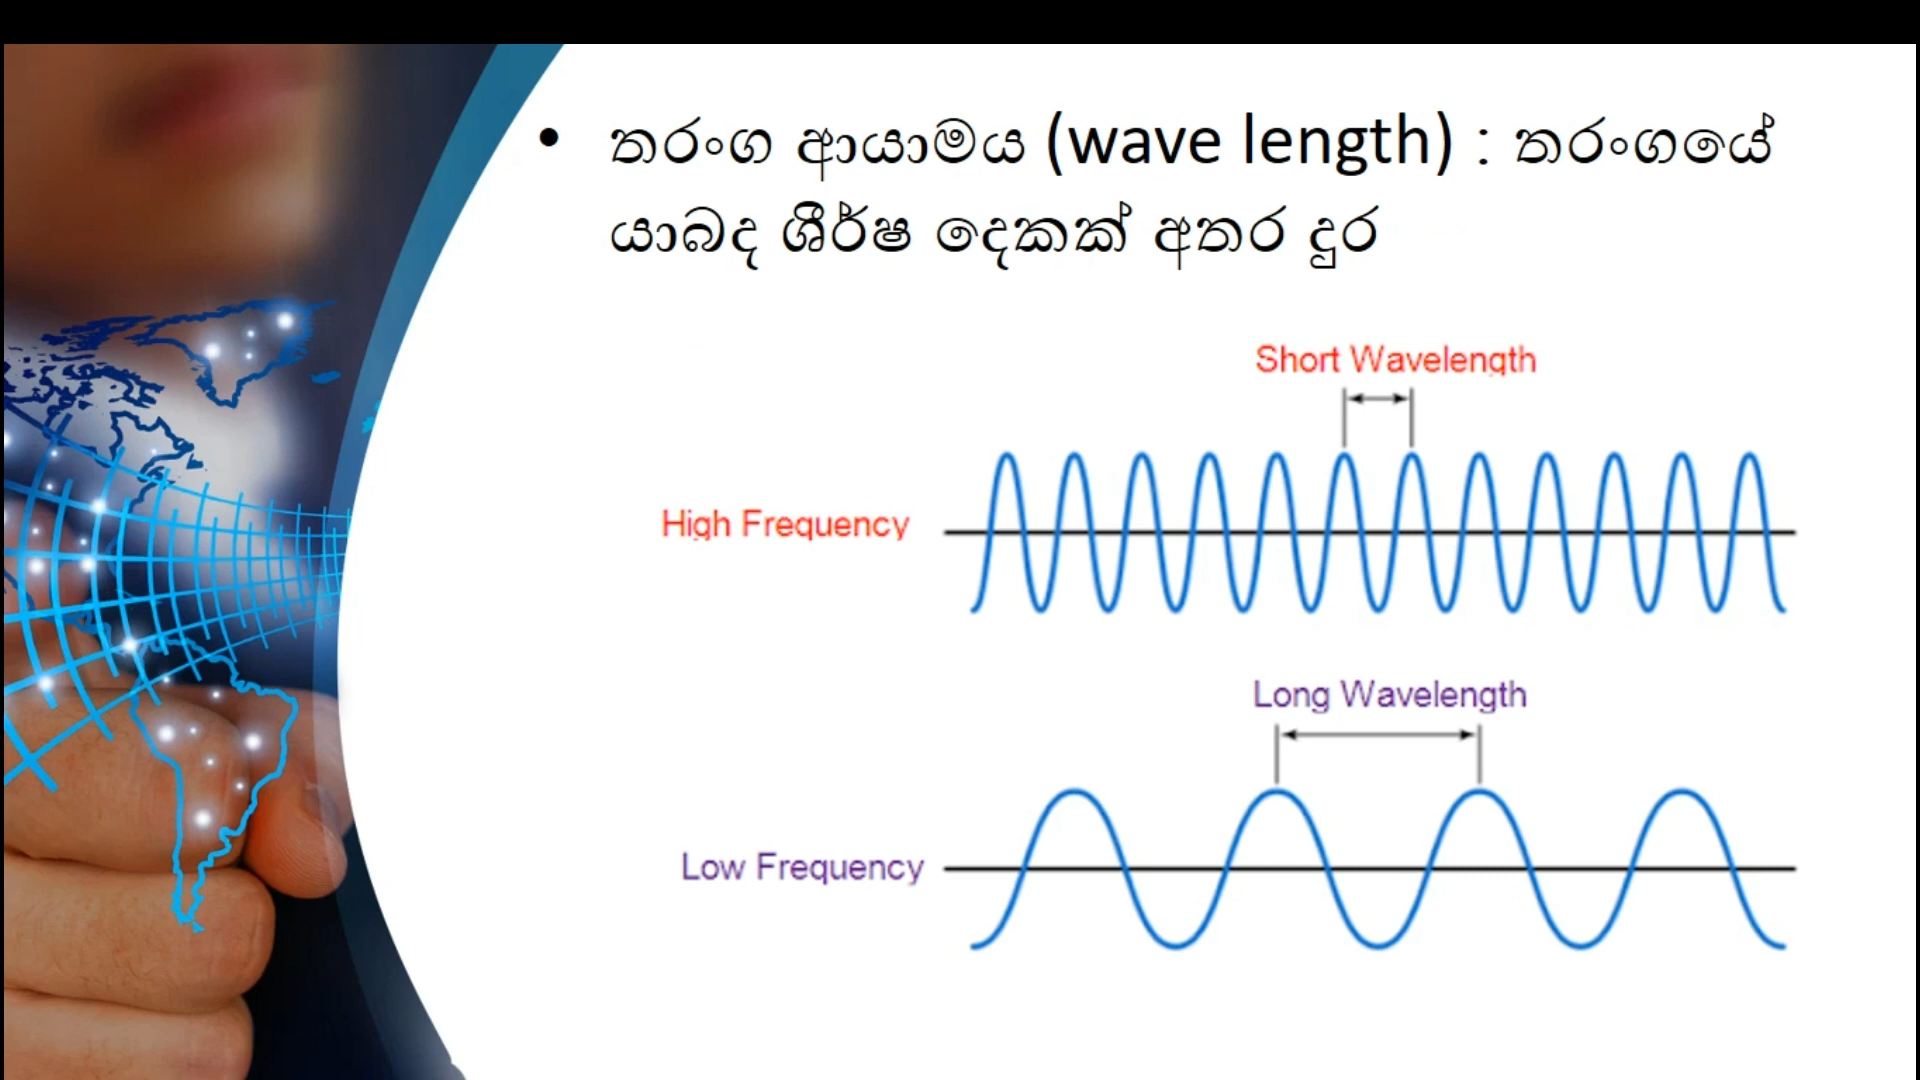 • තරංග ආයාමය (wave length) : තරංගයේ
යාබද ශීර්ෂ දෙකක් අතර දුර
Short Wavelength
High Frequency
Long Wavelength
Low Frequency